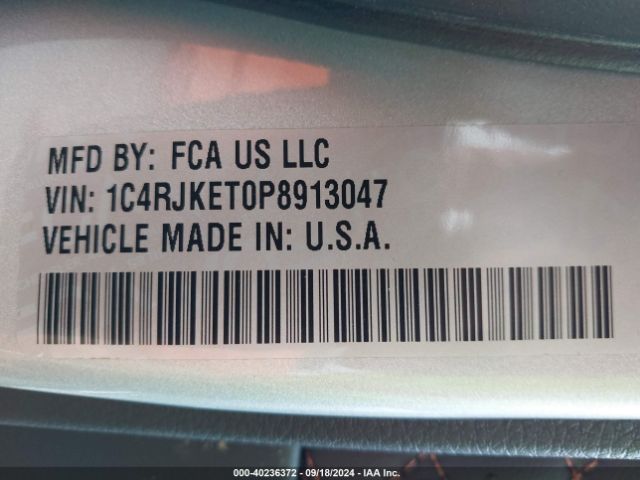 MFD BY: FCA US LLC
VIN: 1C4RJKET0P8913047
VEHICLE MADE IN: U.S.A.
000-40236372 - 09/18/2024 - IAA Inc.